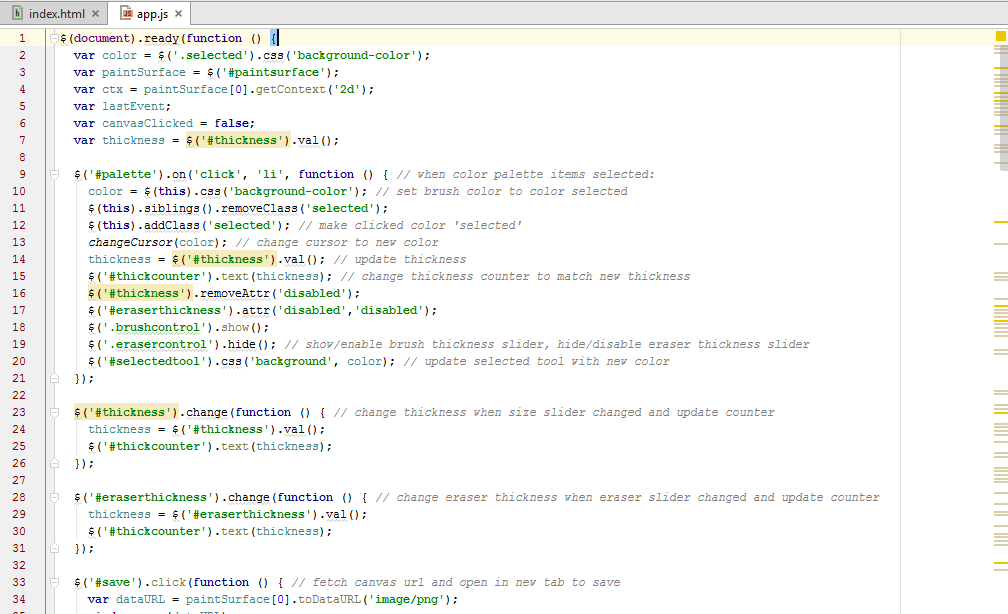 index.html
app.js
1 $(document).ready(function () {
2 var color = $('.selected').css('background-color');
3 var paintSurface = $('#paintsurface');
4 var ctx = paintSurface[0].getContext('2d');
5 var lastEvent;
6 var canvasClicked = false;
7 var thickness = $('#thickness').val();
8
9 $('#palette').on('click', 'li', function () { // when color palette items selected:
10 color = $(this).css('background-color'); // set brush color to color selected
11 $(this).siblings().removeClass('selected');
12 $(this).addClass('selected'); // make clicked color 'selected'
13 changeCursor(color); // change cursor to new color
14 thickness = $('#thickness').val(); // update thickness
15 $('#thickcounter').text(thickness); // change thickness counter to match new thickness
16 $('#thickness').removeAttr('disabled');
17 $('#eraserthickness').attr('disabled','disabled');
18 $('.brushcontrol').show();
19 $('.erasercontrol').hide(); // show/enable brush thickness slider, hide/disable eraser thickness slider
20 $('#selectedtool').css('background', color); // update selected tool with new color
21 });
22
23 $('#thickness').change(function () { // change thickness when size slider changed and update counter
24 thickness = $('#thickness').val();
25 $('#thickcounter').text(thickness);
26 });
27
28 $('#eraserthickness').change(function () { // change eraser thickness when eraser slider changed and update counter
29 thickness = $('#eraserthickness').val();
30 $('#thickcounter').text(thickness);
31 });
32
33 $('#save').click(function () { // fetch canvas url and open in new tab to save
34 var dataURL = paintSurface[0].toDataURL('image/png');